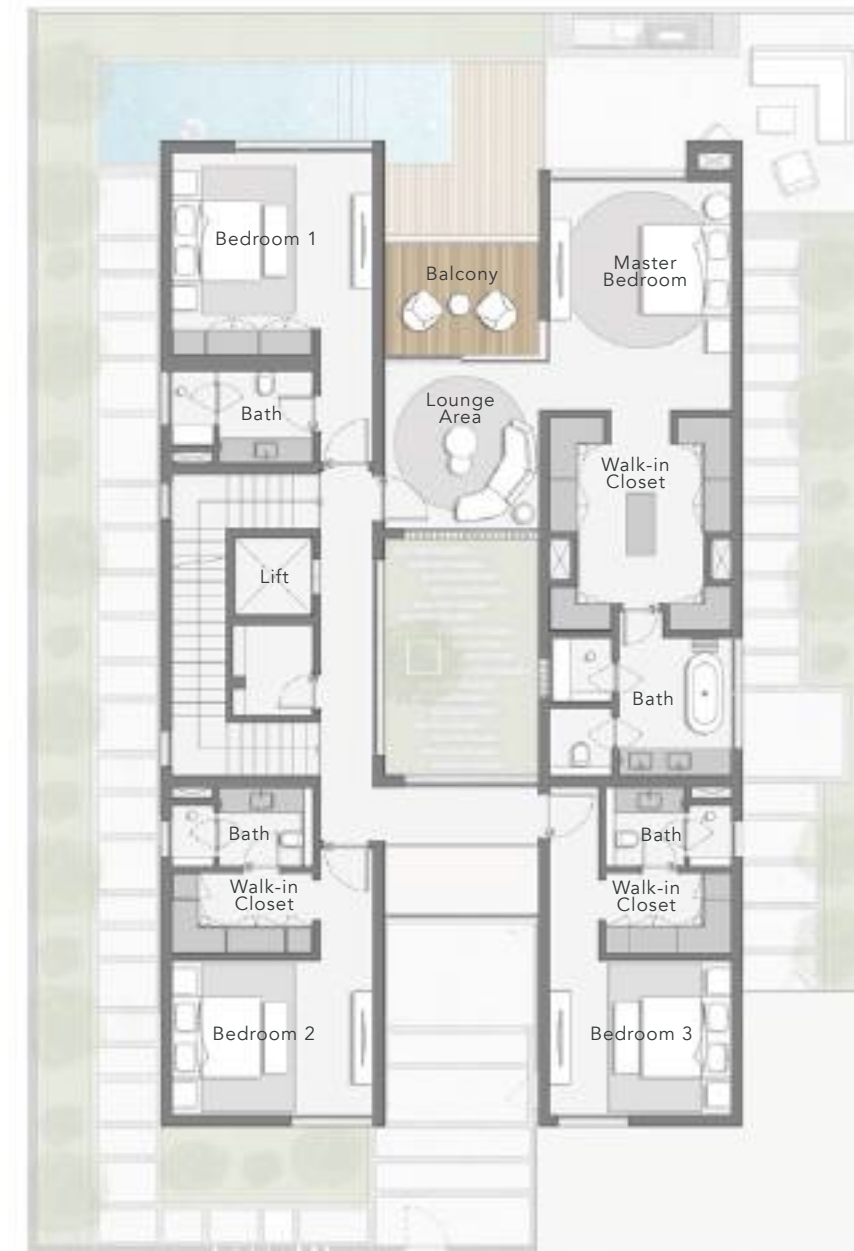 Bedroom 1
Balcony
Master
Bedroom
Bath
Lounge
Area
Walk-in
Closet
Lift
Bath
Bath
Walk-in
Closet
Bath
Walk-in
Closet
Bedroom 2
Bedroom 3